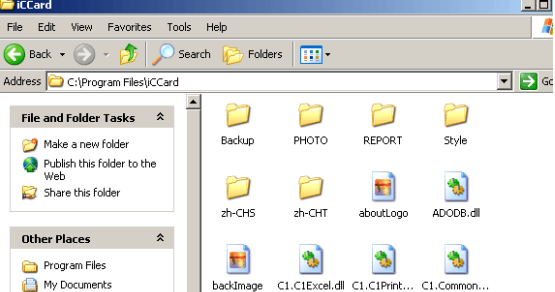 iCCard
File Edit View Favorites Tools Help
Back Search Folders
Address C:\Program Files\iCCard Go
File and Folder Tasks
Make a new folder
Publish this folder to the
Web
Share this folder
Other Places
Program Files
My Documents
Backup PHOTO REPORT Style
zh-CHS zh-CHT aboutLogo ADODB.dll
backImage C1.C1Excel.dll C1.C1Print... C1.Common...